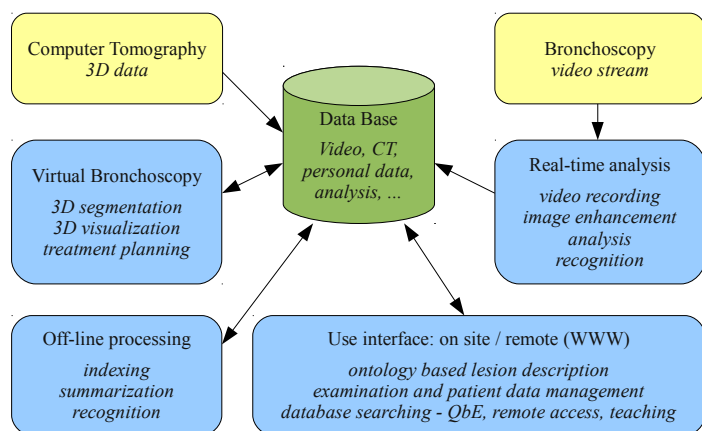 Computer Tomography
3D data
Bronchoscopy
video stream
Data Base
Video, CT,
personal data,
analysis, ...
Virtual Bronchoscopy
3D segmentation
3D visualization
treatment planning
Real-time analysis
video recording
image enhancement
analysis
recognition
Off-line processing
indexing
summarization
recognition
Use interface: on site / remote (WWW)
ontology based lesion description
examination and patient data management
database searching - QbE, remote access, teaching